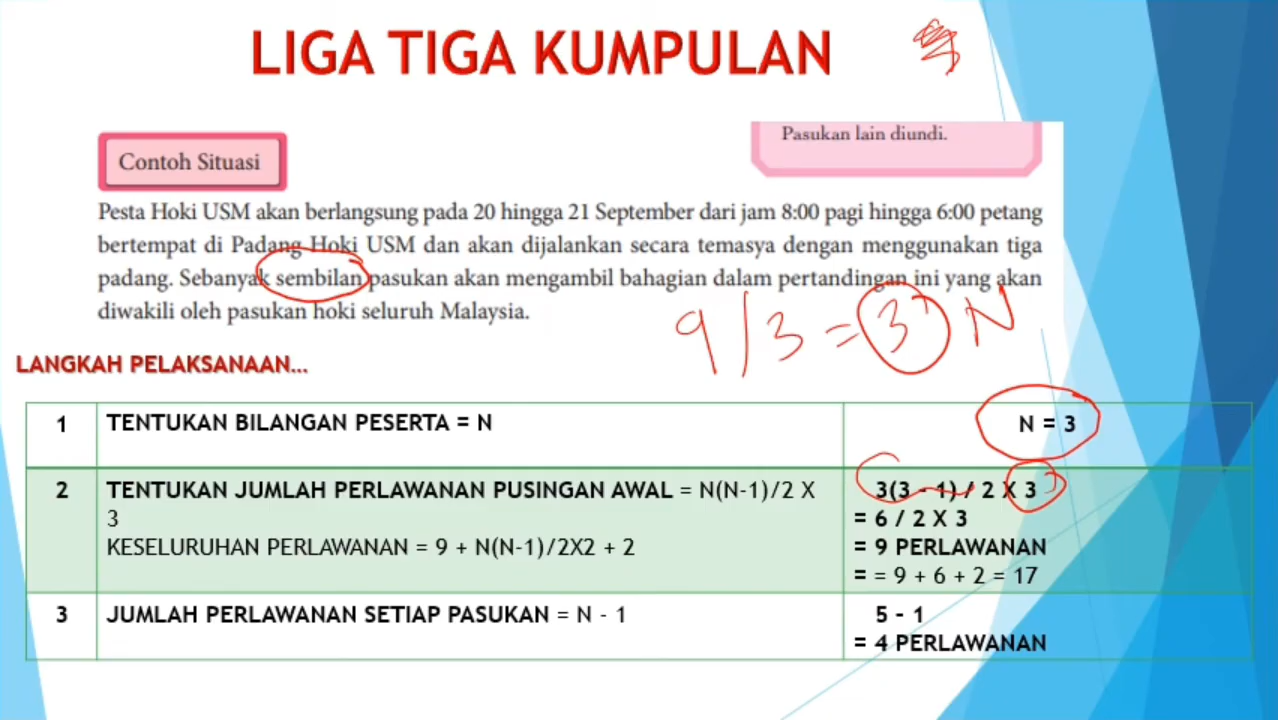 LIGA TIGA KUMPULAN
Contoh Situasi
Pasukan lain diundi.
Pesta Hoki USM akan berlangsung pada 20 hingga 21 September dari jam 8:00 pagi hingga 6:00 petang
bertempat di Padang Hoki USM dan akan dijalankan secara temasya dengan menggunakan tiga
padang. Sebanyak sembilan pasukan akan mengambil bahagian dalam pertandingan ini yang akan
diwakili oleh pasukan hoki seluruh Malaysia.
9 / 3 = 3 N
LANGKAH PELAKSANAAN...
1 TENTUKAN BILANGAN PESERTA = N N = 3
2 TENTUKAN JUMLAH PERLAWANAN PUSINGAN AWAL = N(N-1)/2 X
3
KESELURUHAN PERLAWANAN = 9 + N(N-1)/2X2 + 2
3(3 - 1) / 2 X 3
= 6 / 2 X 3
= 9 PERLAWANAN
= = 9 + 6 + 2 = 17
3 JUMLAH PERLAWANAN SETIAP PASUKAN = N - 1
5 - 1
= 4 PERLAWANAN